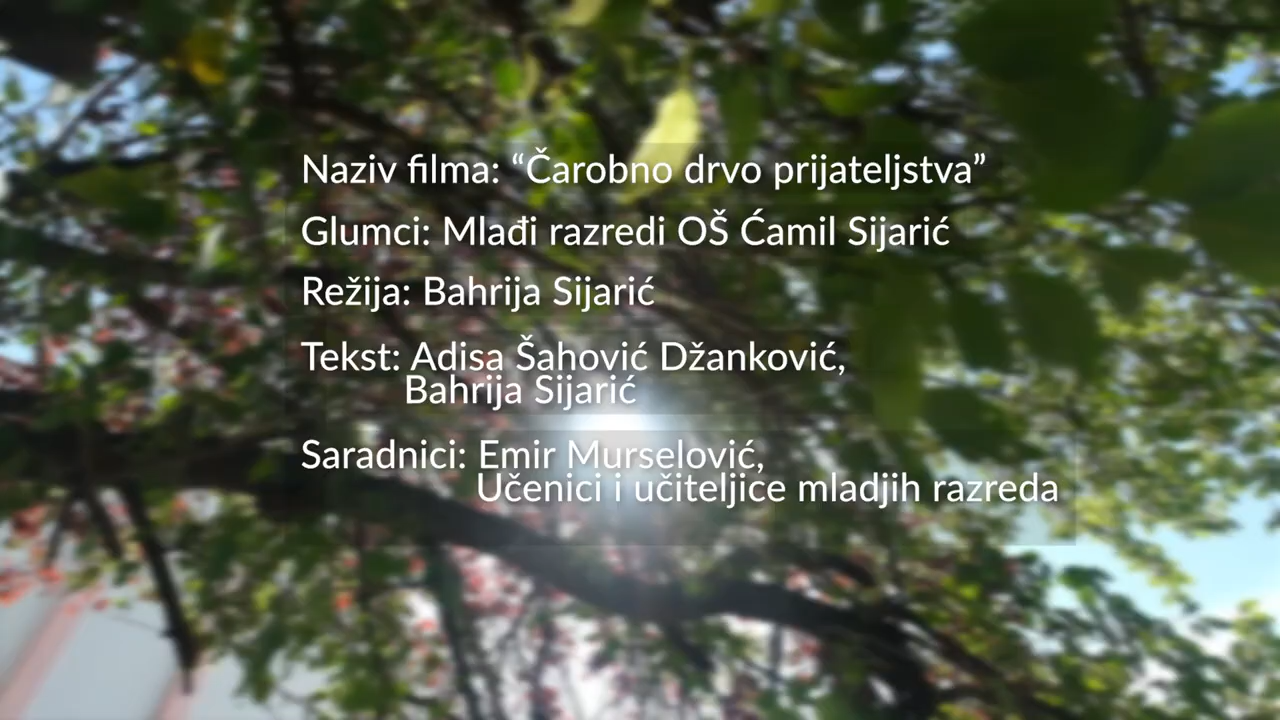 Naziv filma: “Čarobno drvo prijateljstva”
Glumci: Mlađi razredi OŠ Ćamil Sijarić
Režija: Bahrija Sijarić
Tekst: Adisa Šahović Džanković,
Bahrija Sijarić
Saradnici: Emir Murselović,
Učenici i učiteljice mladjih razreda